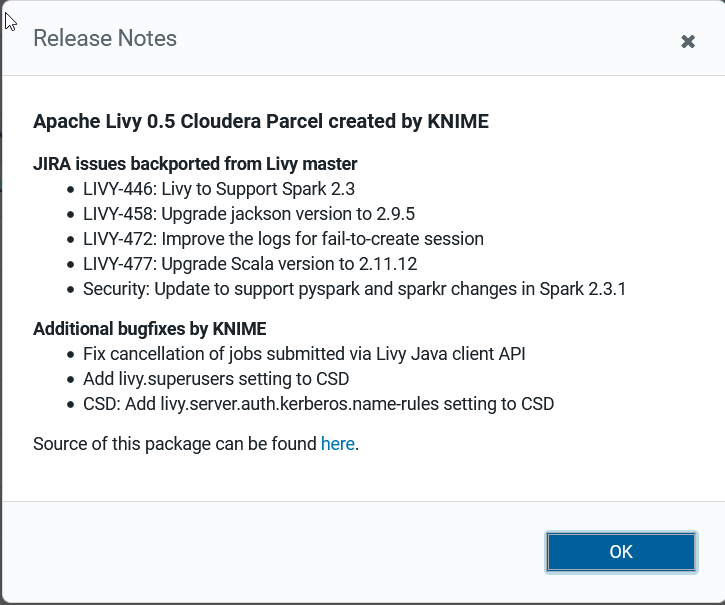 Release Notes
Apache Livy 0.5 Cloudera Parcel created by KNIME
JIRA issues backported from Livy master
LIVY-446: Livy to Support Spark 2.3
LIVY-458: Upgrade jackson version to 2.9.5
LIVY-472: Improve the logs for fail-to-create session
LIVY-477: Upgrade Scala version to 2.11.12
Security: Update to support pyspark and sparkr changes in Spark 2.3.1
Additional bugfixes by KNIME
Fix cancellation of jobs submitted via Livy Java client API
Add livy.superusers setting to CSD
CSD: Add livy.server.auth.kerberos.name-rules setting to CSD
Source of this package can be found here.
OK